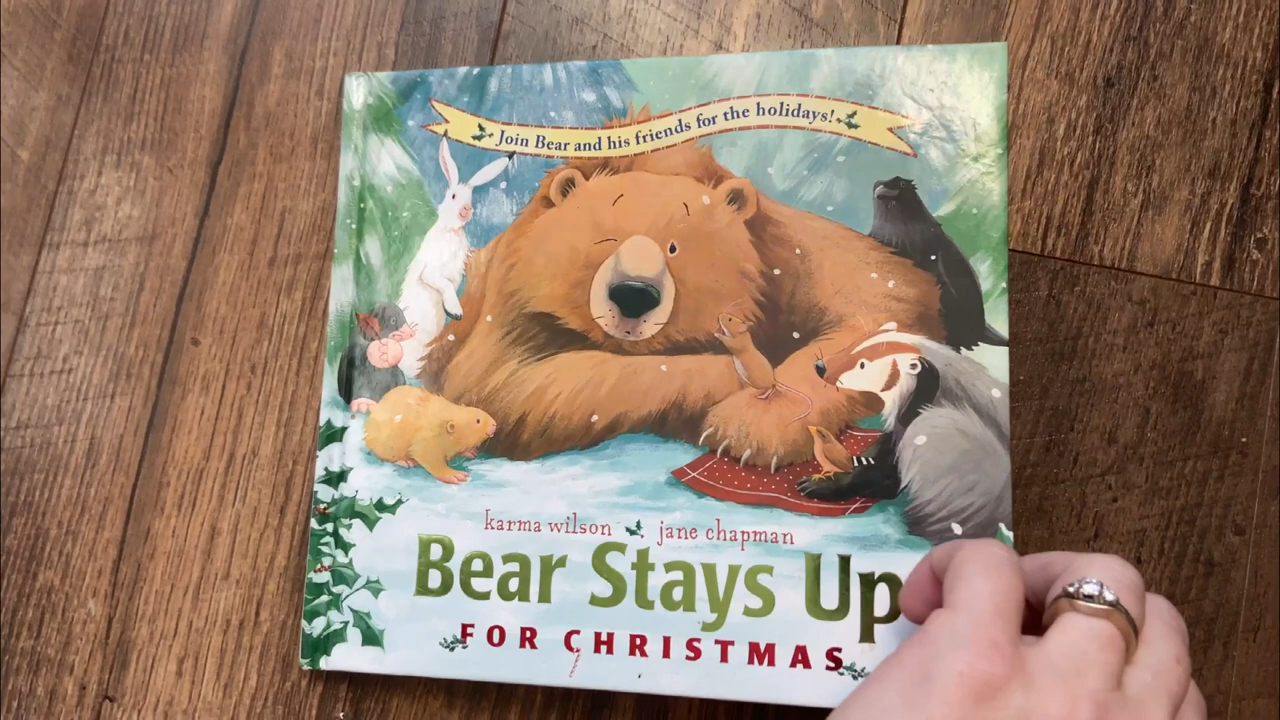 Join Bear and his friends for the holidays!
karma wilson jane chapman
Bear Stays Up
FOR CHRISTMAS